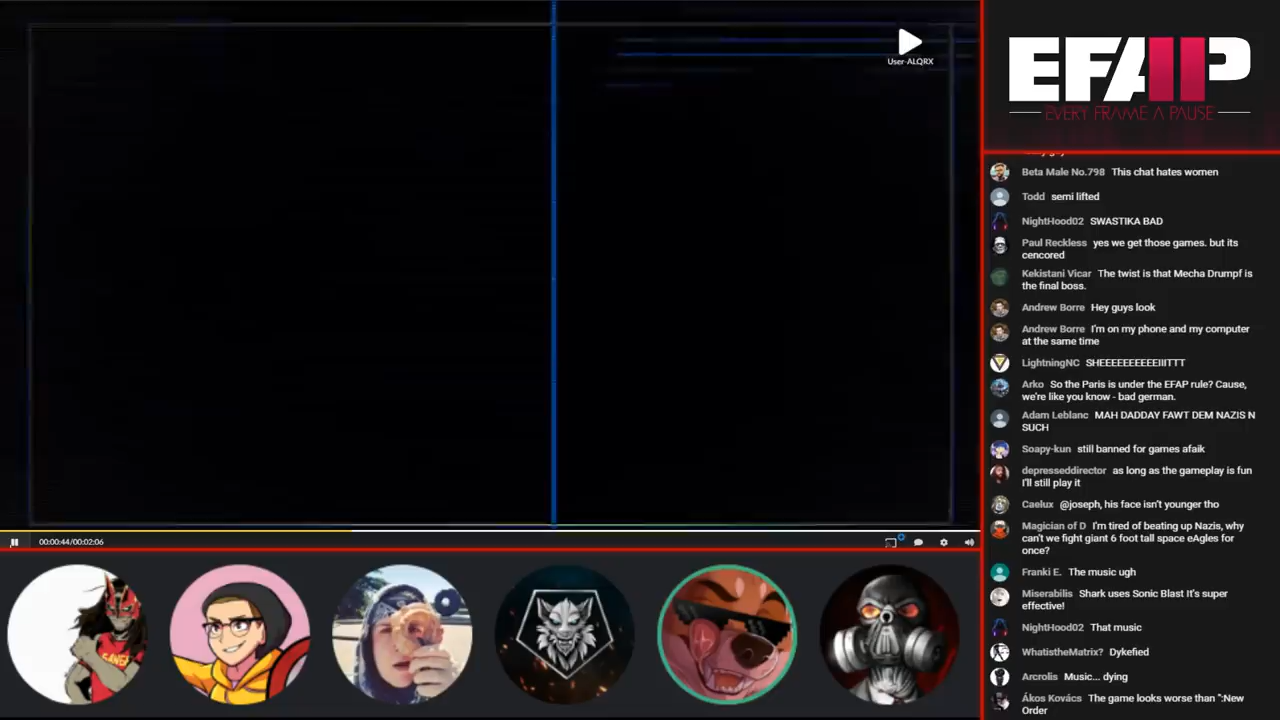 User-ALQRX
EFAP
EVERY FRAME A PAUSE
Beta Male No.798 This chat hates women
Todd semi lifted
NightHood02 SWASTIKA BAD
Paul Reckless yes we get those games. but its
cencored
Kekistani Vicar The twist is that Mecha Drumpf is
the final boss.
Andrew Borre Hey guys look
Andrew Borre I'm on my phone and my computer
at the same time
LightningNC SHEEEEEEEEEEIIITTT
Arko So the Paris is under the EFAP rule? Cause,
we're like you know - bad german.
Adam Leblanc MAH DADDAY FAWT DEM NAZIS N
SUCH
Soapy-kun still banned for games afaik
depresseddirector as long as the gameplay is fun
I'll still play it
Caelux @joseph, his face isn't younger tho
Magician of D I'm tired of beating up Nazis, why
can't we fight giant 6 foot tall space eAgles for
once?
Franki E. The music ugh
Miserabilis Shark uses Sonic Blast It's super
effective!
NightHood02 That music
WhatistheMatrix? Dykefied
Arcrolis Music... dying
Ákos Kovács The game looks worse than ":New
Order
00:00:44/00:02:06